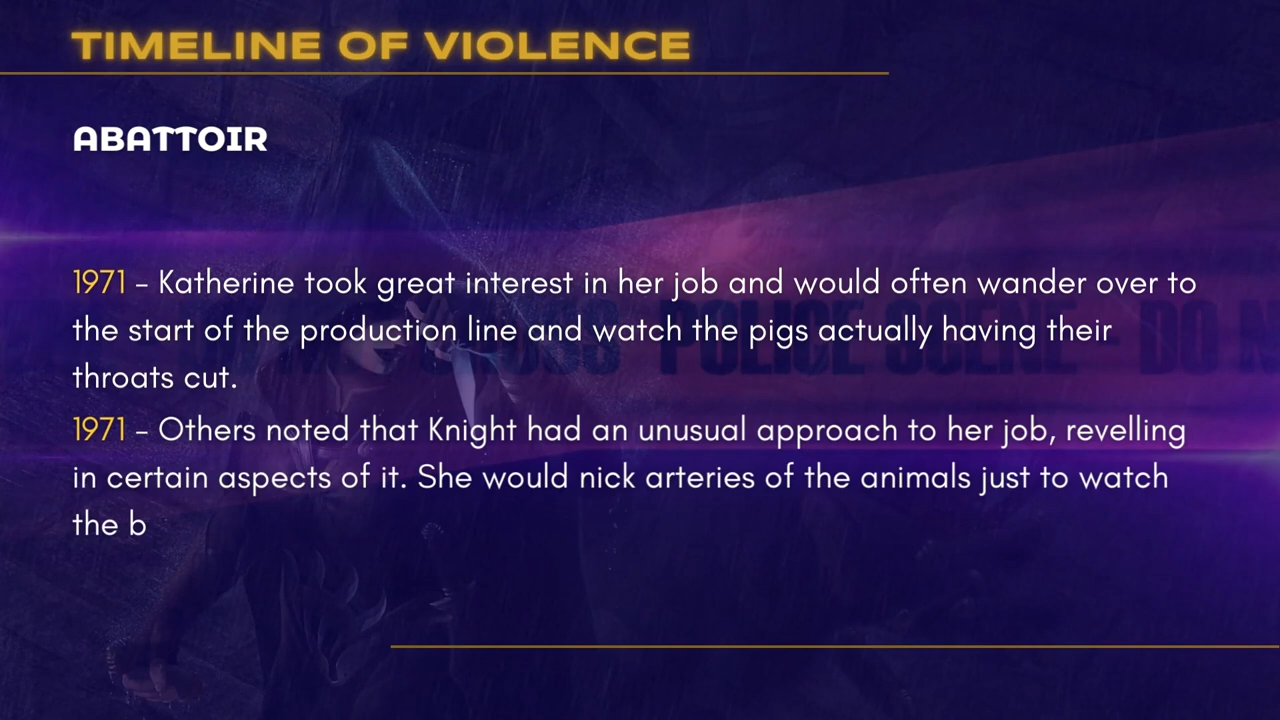 TIMELINE OF VIOLENCE
ABATTOIR
1971 – Katherine took great interest in her job and would often wander over to
the start of the production line and watch the pigs actually having their
throats cut.
POLICE SCENE DO N
1971 – Others noted that Knight had an unusual approach to her job, revelling
in certain aspects of it. She would nick arteries of the animals just to watch
the b